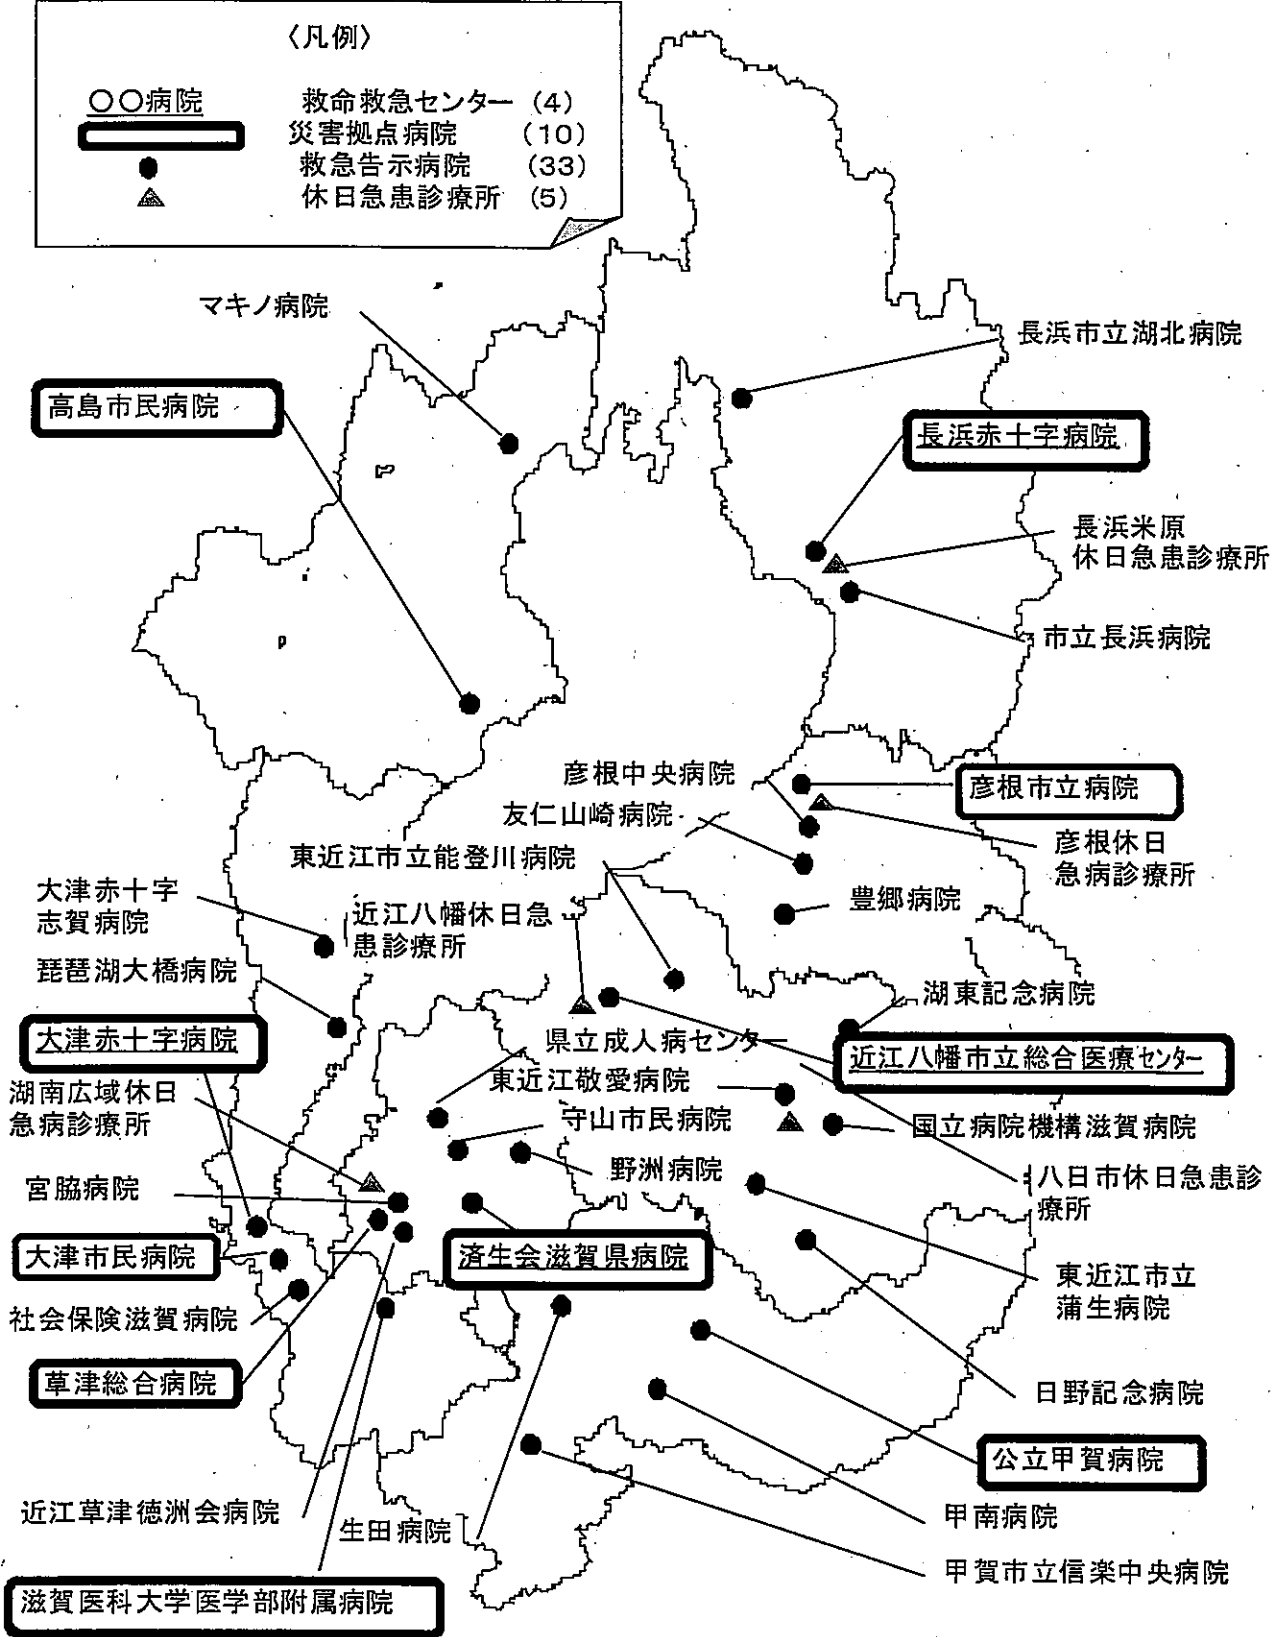 〈凡例〉
○○病院 救命救急センター (4)
災害拠点病院 (10)
救急告示病院 (33)
休日急患診療所 (5)
マキノ病院
長浜市立湖北病院
高島市民病院
長浜赤十字病院
長浜米原
休日急患診療所
市立長浜病院
彦根中央病院
彦根市立病院
友仁山崎病院
彦根休日
急病診療所
東近江市立能登川病院
大津赤十字
志賀病院
近江八幡休日急
患診療所
豊郷病院
琵琶湖大橋病院
湖東記念病院
大津赤十字病院
県立成人病センター
近江八幡市立総合医療センター
湖南広域休日
急病診療所
東近江敬愛病院
守山市民病院
国立病院機構滋賀病院
野洲病院
八日市休日急患診
療所
宮脇病院
大津市民病院
済生会滋賀県病院
東近江市立
蒲生病院
社会保険滋賀病院
草津総合病院
日野記念病院
公立甲賀病院
近江草津徳洲会病院
生田病院
甲南病院
甲賀市立信楽中央病院
滋賀医科大学医学部附属病院